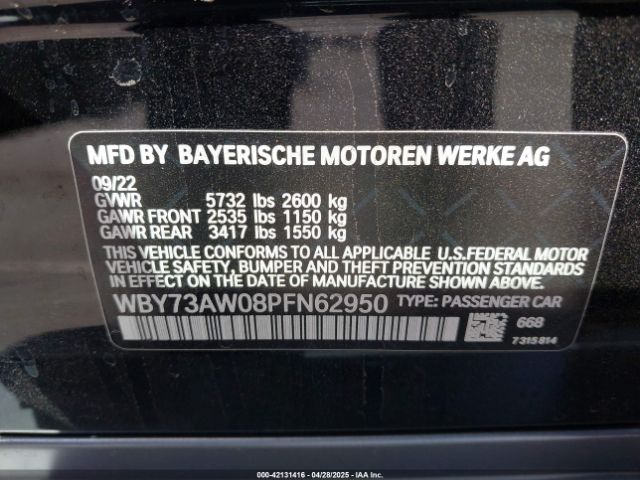 MFD BY BAYERISCHE MOTOREN WERKE AG
09/22
GVWR 5732 lbs 2600 kg
GAWR FRONT 2535 lbs 1150 kg
GAWR REAR 3417 lbs 1550 kg
THIS VEHICLE CONFORMS TO ALL APPLICABLE U.S.FEDERAL MOTOR
VEHICLE SAFETY, BUMPER AND THEFT PREVENTION STANDARDS
IN EFFECT ON THE DATE OF MANUFACTURE SHOWN ABOVE.
WBY73AW08PFN62950 TYPE: PASSENGER CAR
668
7315814
000-42131416 | 04/28/2025 | © IAA, Inc.